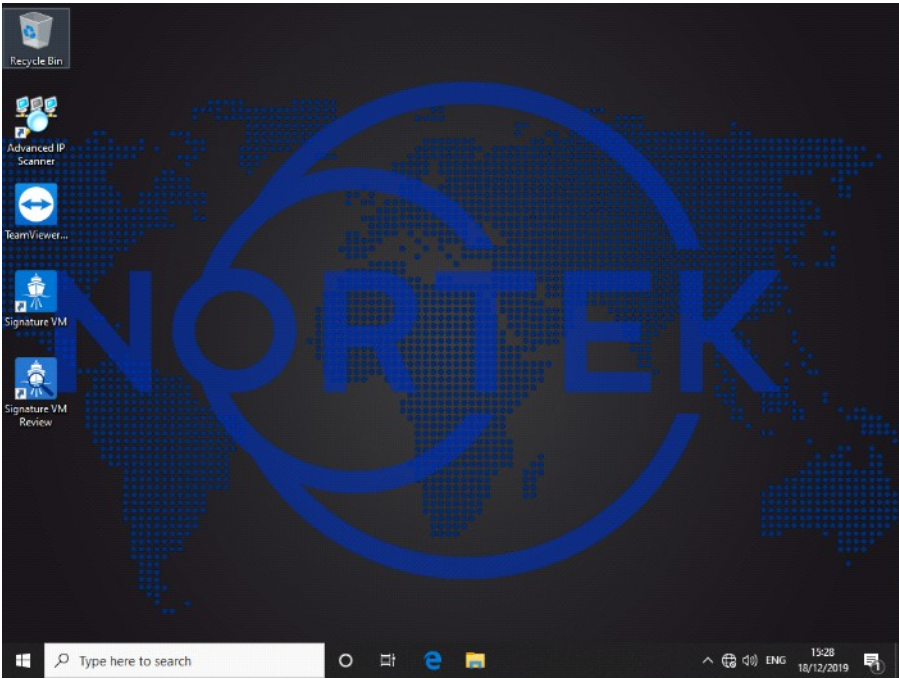 Recycle Bin
Advanced IP
Scanner
TeamViewer...
Signature VM
Signature VM
Review
NORTEK
Type here to search
ENG
15:28
18/12/2019
1